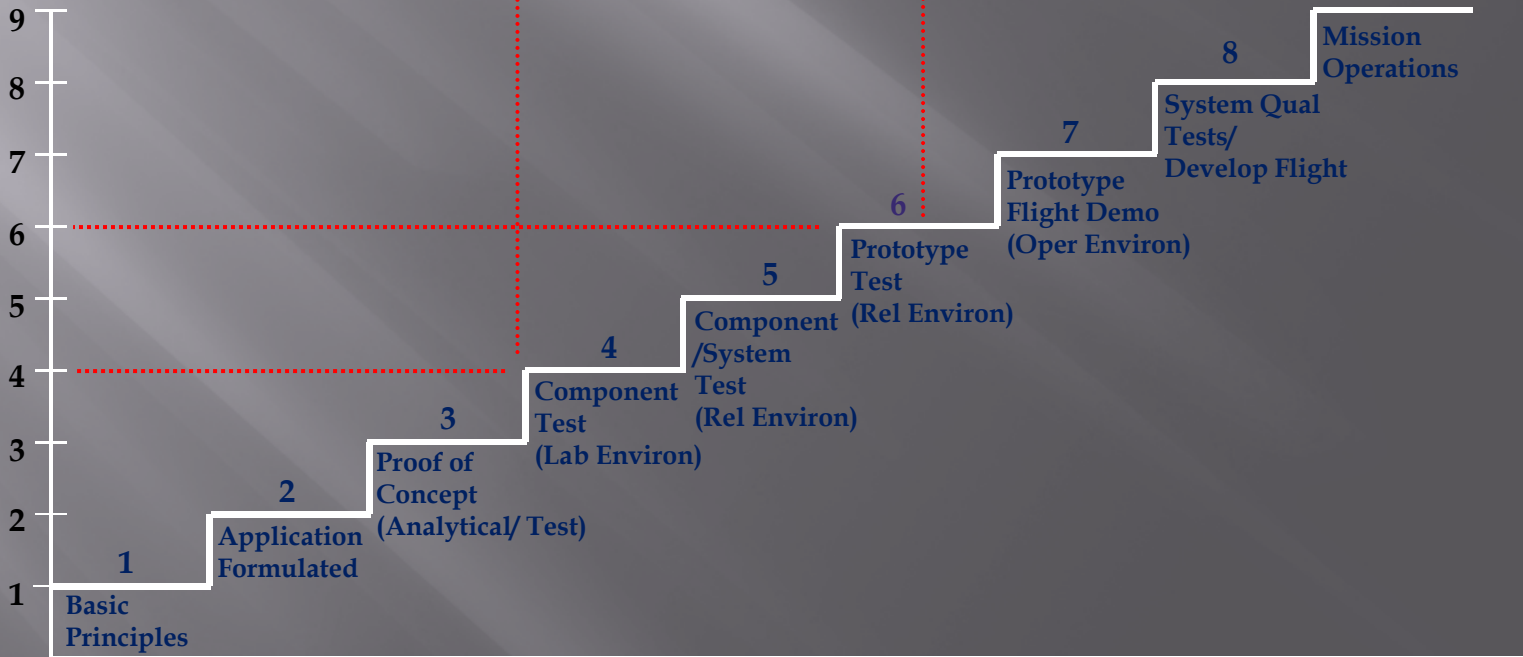 9
8
7
6
5
4
3
2
1
1
Basic
Principles
2
Application
Formulated
3
Proof of
Concept
(Analytical/ Test)
4
Component
Test
(Lab Environ)
5
Component
/System
Test
(Rel Environ)
6
Prototype
Test
(Rel Environ)
7
Prototype
Flight Demo
(Oper Environ)
8
System Qual
Tests/
Develop Flight
Mission
Operations